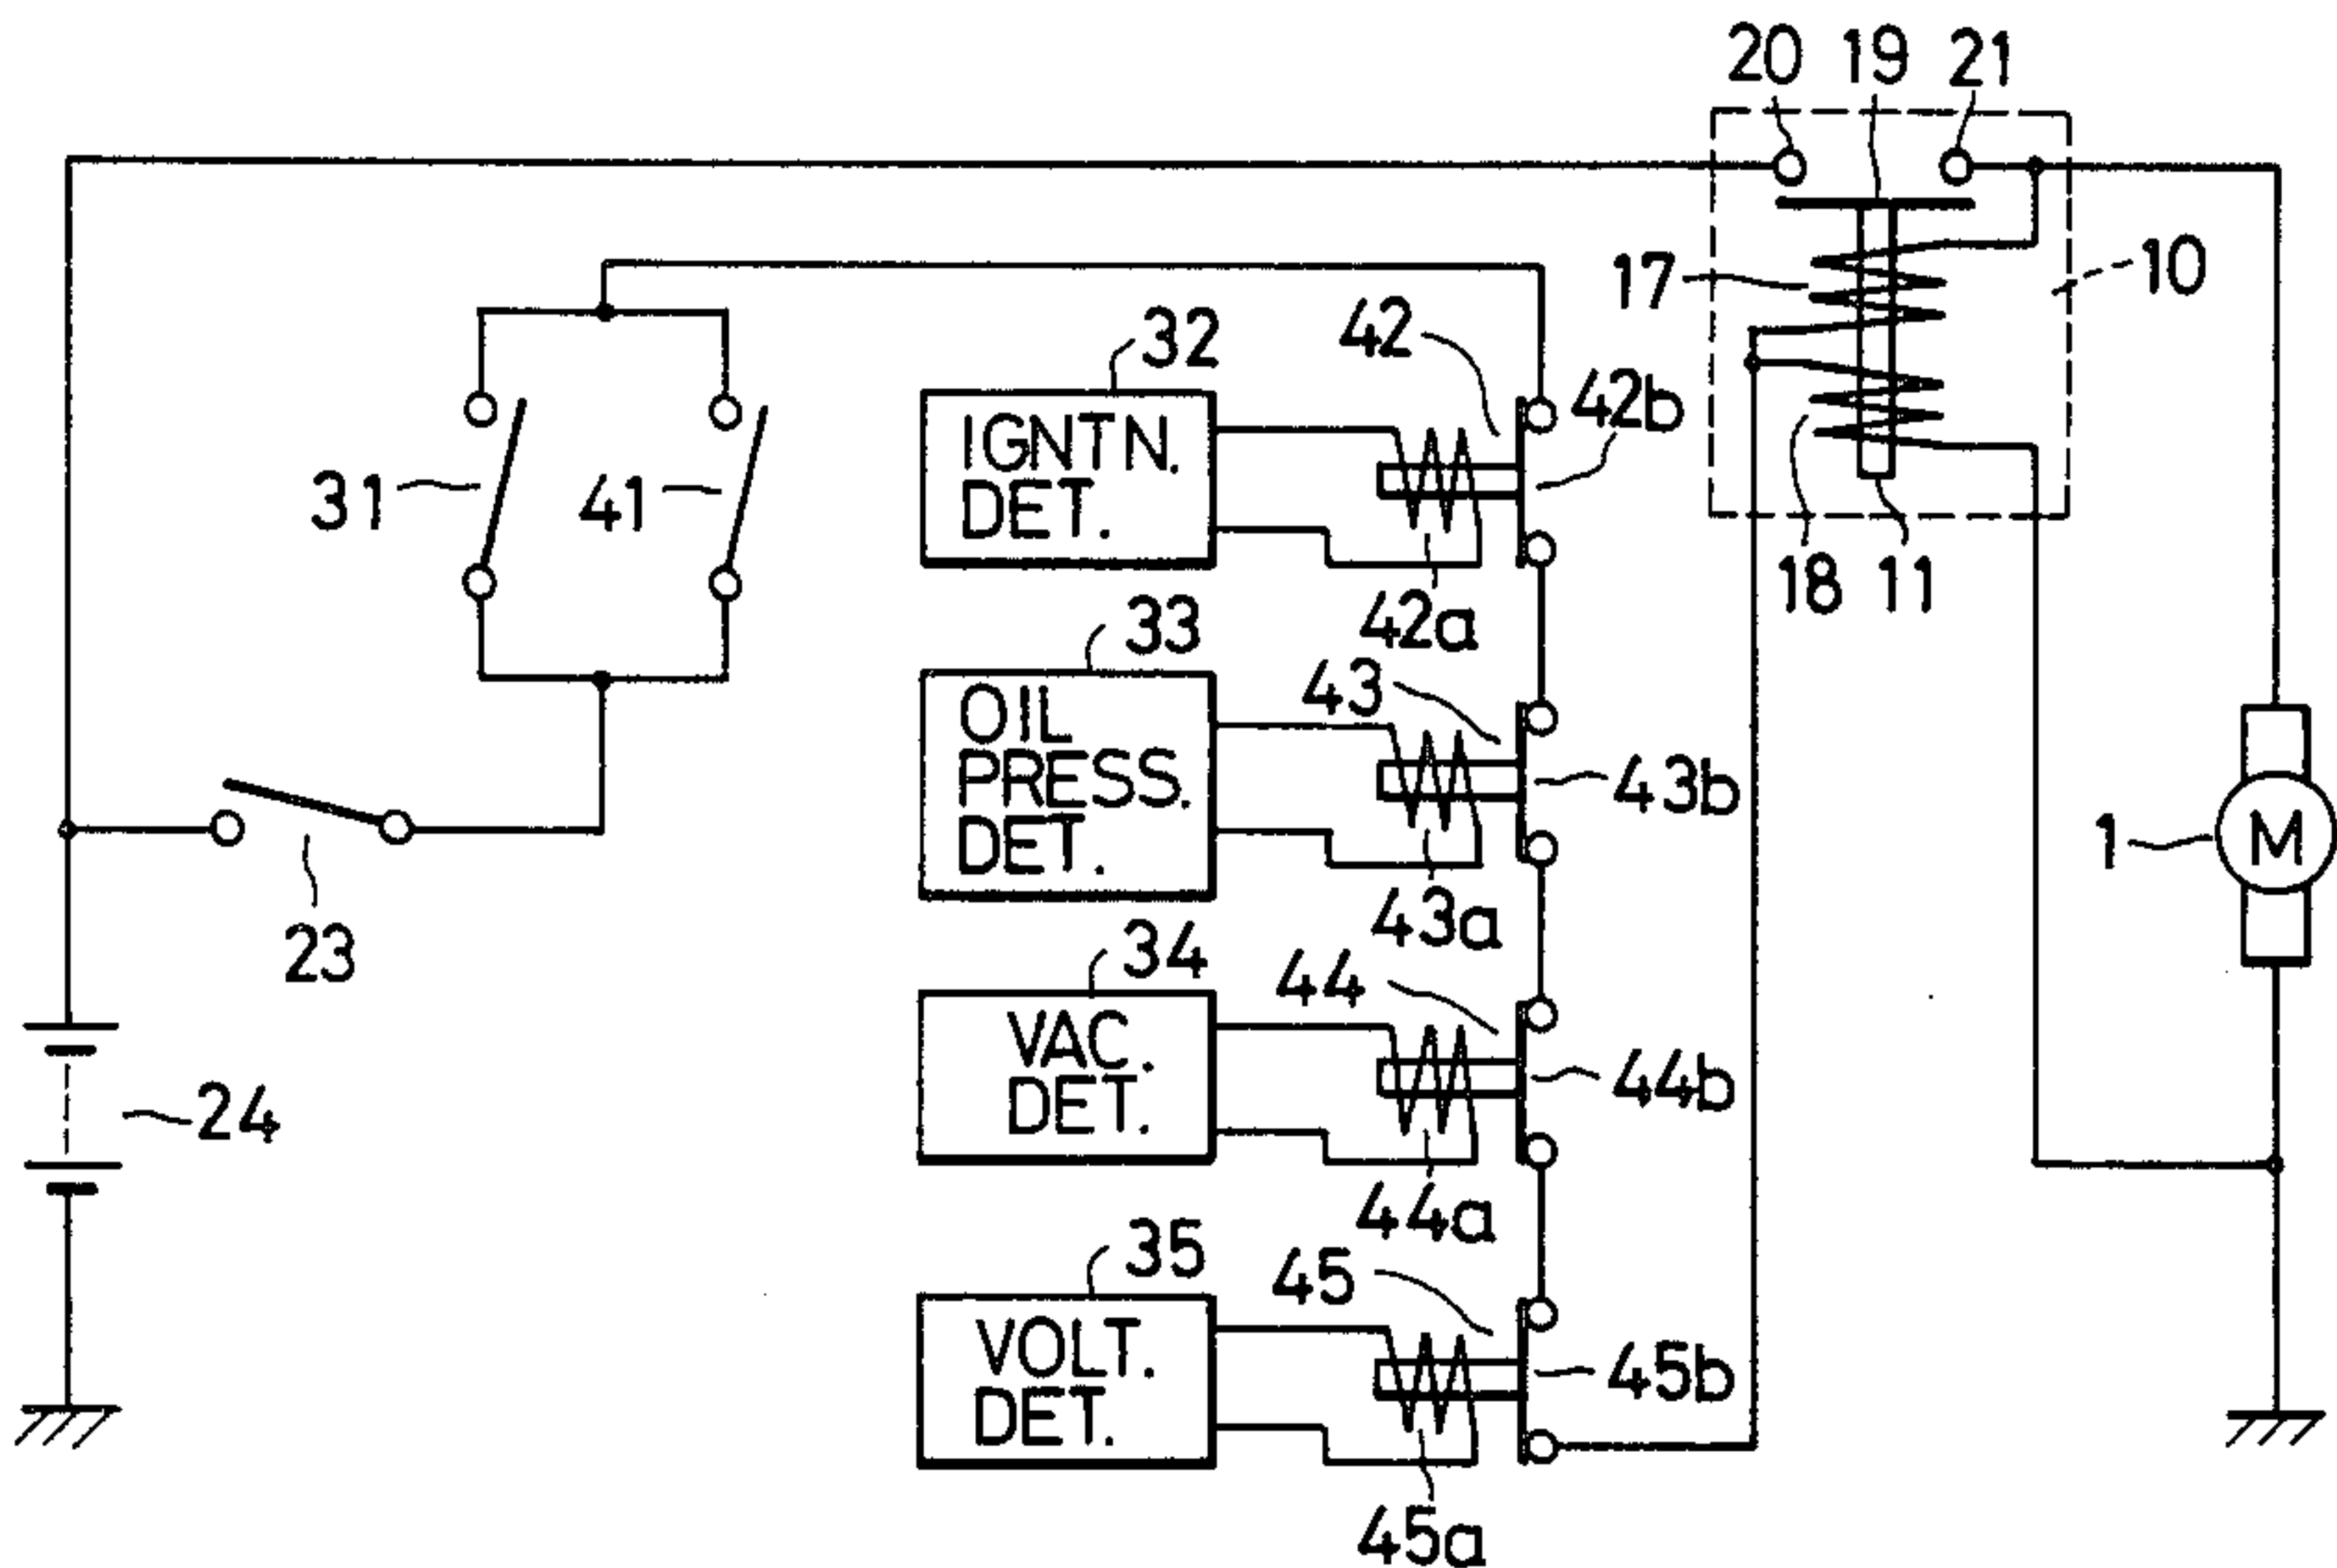 20 19 21
17
10
32
42
42b
IGNTN.
DET.
31
41
18 11
42a
33
43
OIL
PRESS.
DET.
43b
1
M
23
43a
34
44
VAC.
DET.
44b
24
44a
35
45
VOLT.
DET.
45b
45a